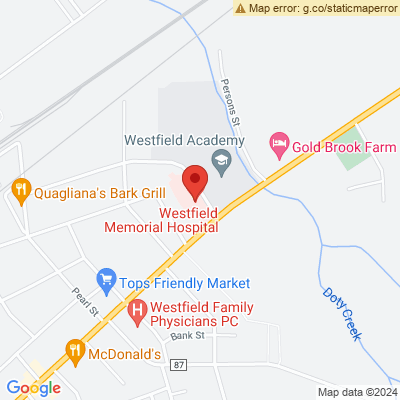 Map error: g.co/staticmaperror
Persons St
Westfield Academy
Gold Brook Farm
Quagliana's Bark Grill
Westfield
Memorial Hospital
Tops Friendly Market
Doty Creek
Pearl St
Westfield Family
Physicians PC
H
Bank St
McDonald's
87
Google
Map data ©2024